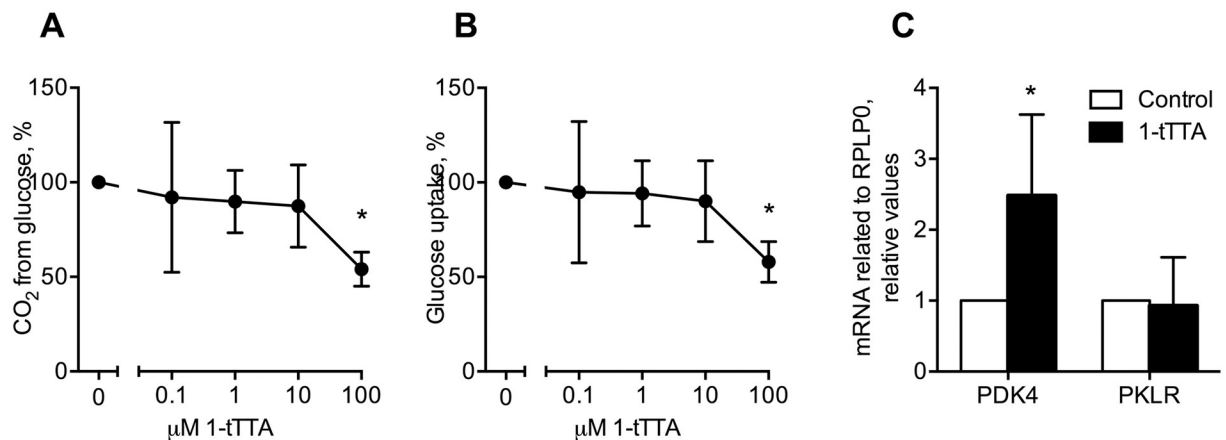 A
CO₂ from glucose, %
150
100
50
0
*
0 0.1 1 10 100
μM 1-tTTA
B
Glucose uptake, %
150
100
50
0
*
0 0.1 1 10 100
μM 1-tTTA
C
mRNA related to RPLP0,
relative values
4
3
2
1
0
*
Control
1-tTTA
PDK4 PKLR